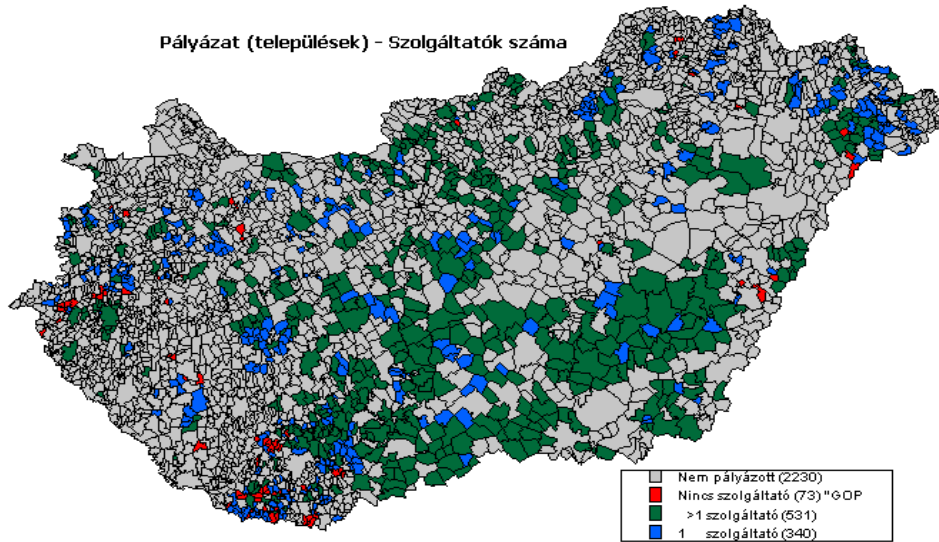 Pályázat (települések) - Szolgáltatók száma
Nem pályázott (2230)
Nincs szolgáltató (73) "GOP
>1 szolgáltató (531)
1 szolgáltató (340)